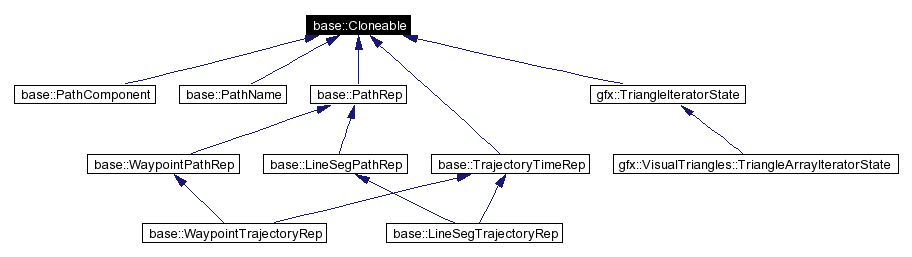 base::Cloneable
base::PathComponent
base::PathName
base::PathRep
gfx::TriangleIteratorState
base::WaypointPathRep
base::LineSegPathRep
base::TrajectoryTimeRep
gfx::VisualTriangles::TriangleArrayIteratorState
base::WaypointTrajectoryRep
base::LineSegTrajectoryRep